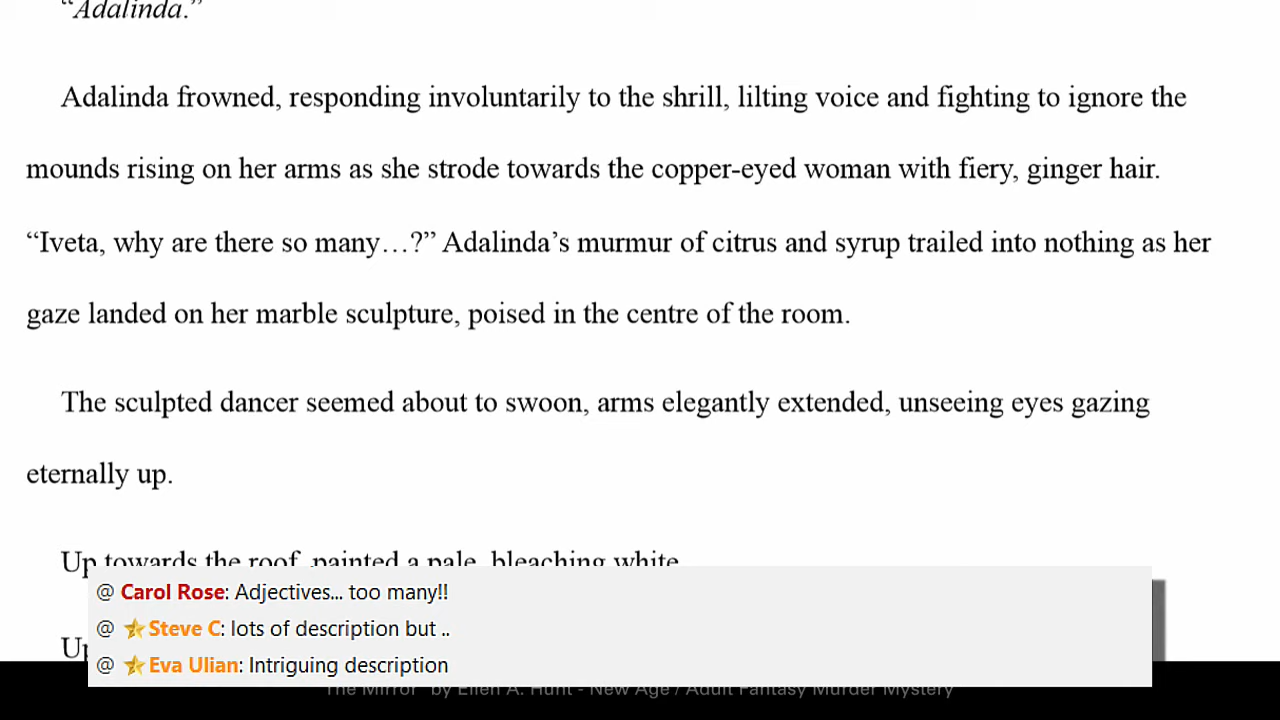 “Adalinda.”
Adalinda frowned, responding involuntarily to the shrill, lilting voice and fighting to ignore the
mounds rising on her arms as she strode towards the copper-eyed woman with fiery, ginger hair.
“Iveta, why are there so many…?” Adalinda’s murmur of citrus and syrup trailed into nothing as her
gaze landed on her marble sculpture, poised in the centre of the room.
The sculpted dancer seemed about to swoon, arms elegantly extended, unseeing eyes gazing
eternally up.
Up towards the roof, painted a pale, bleaching white.
@ Carol Rose: Adjectives... too many!!
@ Steve C: lots of description but ..
Up
@ Eva Ulian: Intriguing description
"The Mirror" by Ellen A. Hunt - New Age / Adult Fantasy Murder Mystery